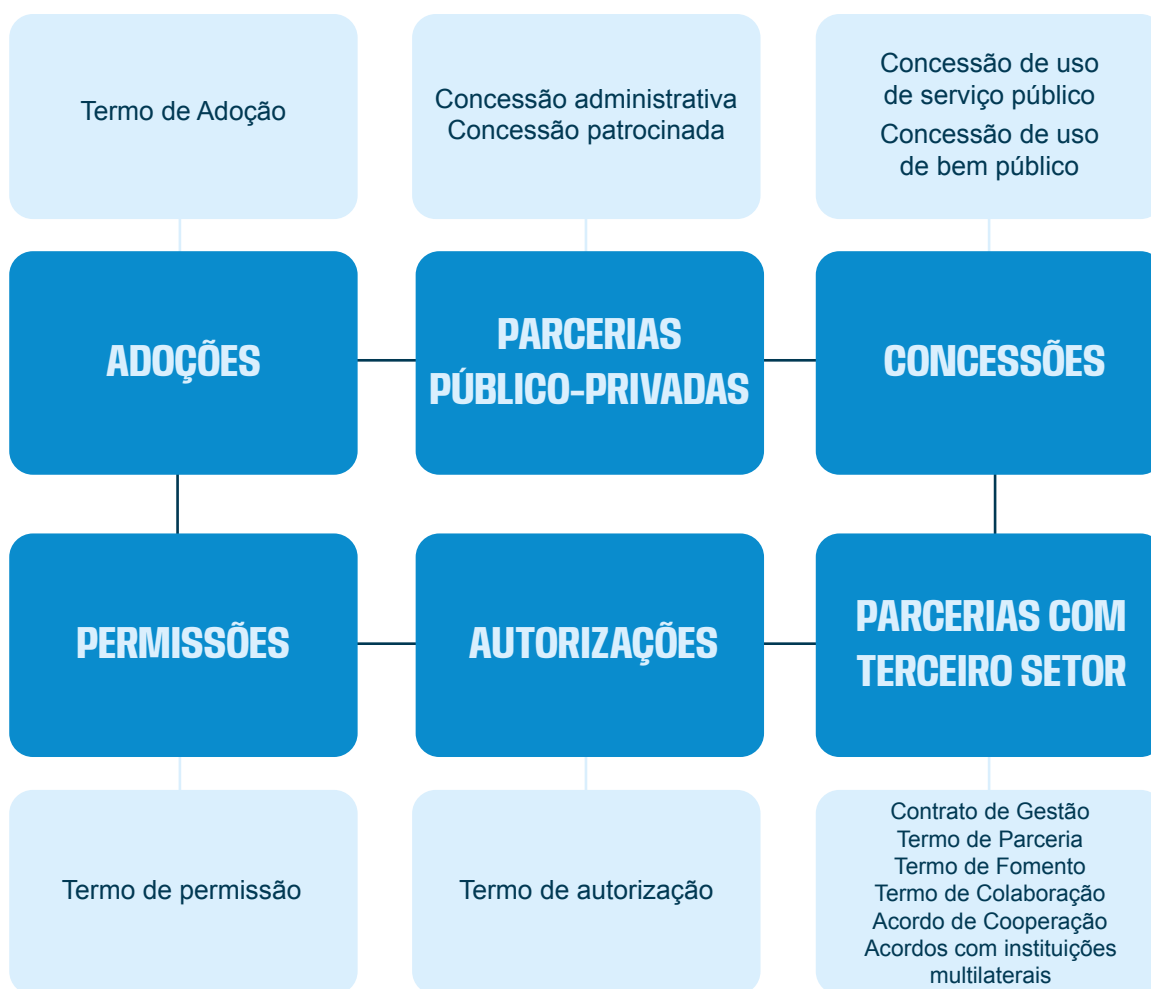 Termo de Adoção
Concessão administrativa
Concessão patrocinada
Concessão de uso
de serviço público
Concessão de uso
de bem público
ADOÇÕES
PARCERIAS
PÚBLICO-PRIVADAS
CONCESSÕES
PERMISSÕES
AUTORIZAÇÕES
PARCERIAS COM
TERCEIRO SETOR
Termo de permissão
Termo de autorização
Contrato de Gestão
Termo de Parceria
Termo de Fomento
Termo de Colaboração
Acordo de Cooperação
Acordos com instituições
multilaterais